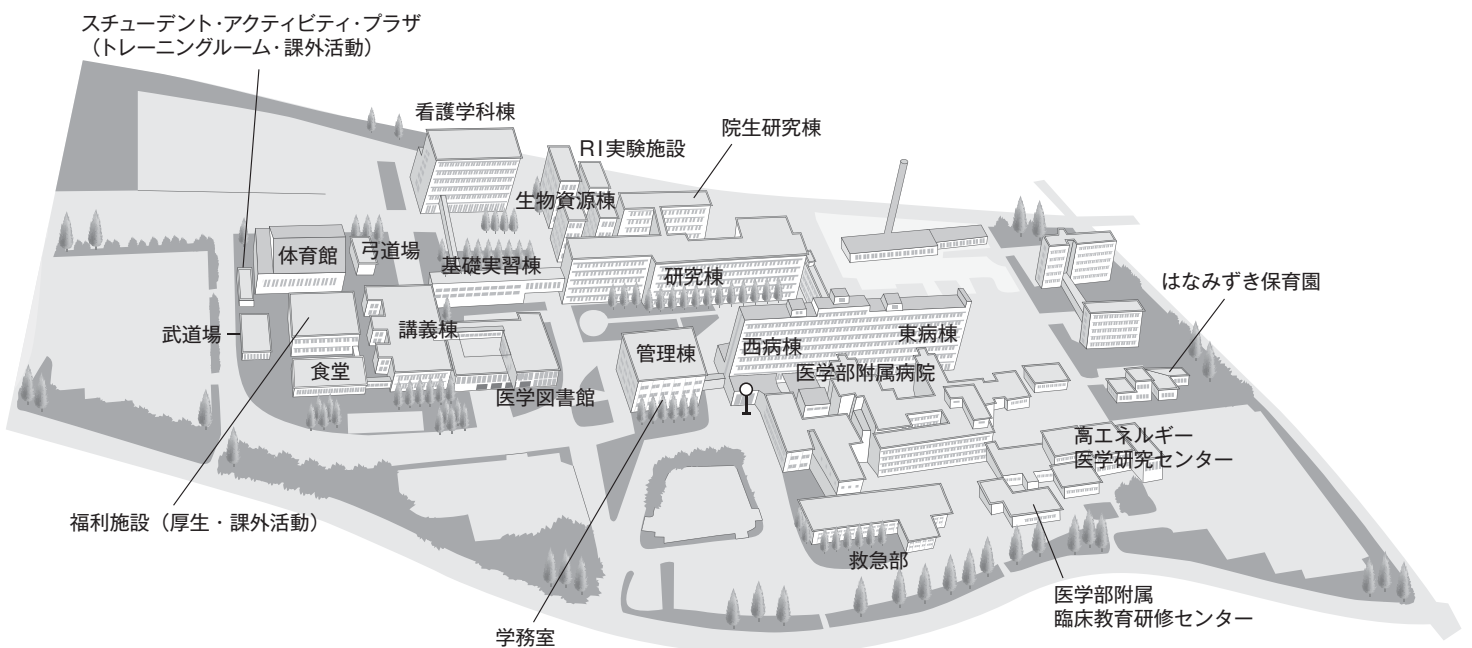 スチューデント・アクティビティ・プラザ
（トレーニングルーム・課外活動）
看護学科棟
院生研究棟
RI実験施設
生物資源棟
体育館
弓道場
基礎実習棟
研究棟
はなみずき保育園
武道場
講義棟
管理棟
西病棟
東病棟
食堂
医学部附属病院
医学図書館
高エネルギー
医学研究センター
福利施設（厚生・課外活動）
救急部
医学部附属
臨床教育研修センター
学務室